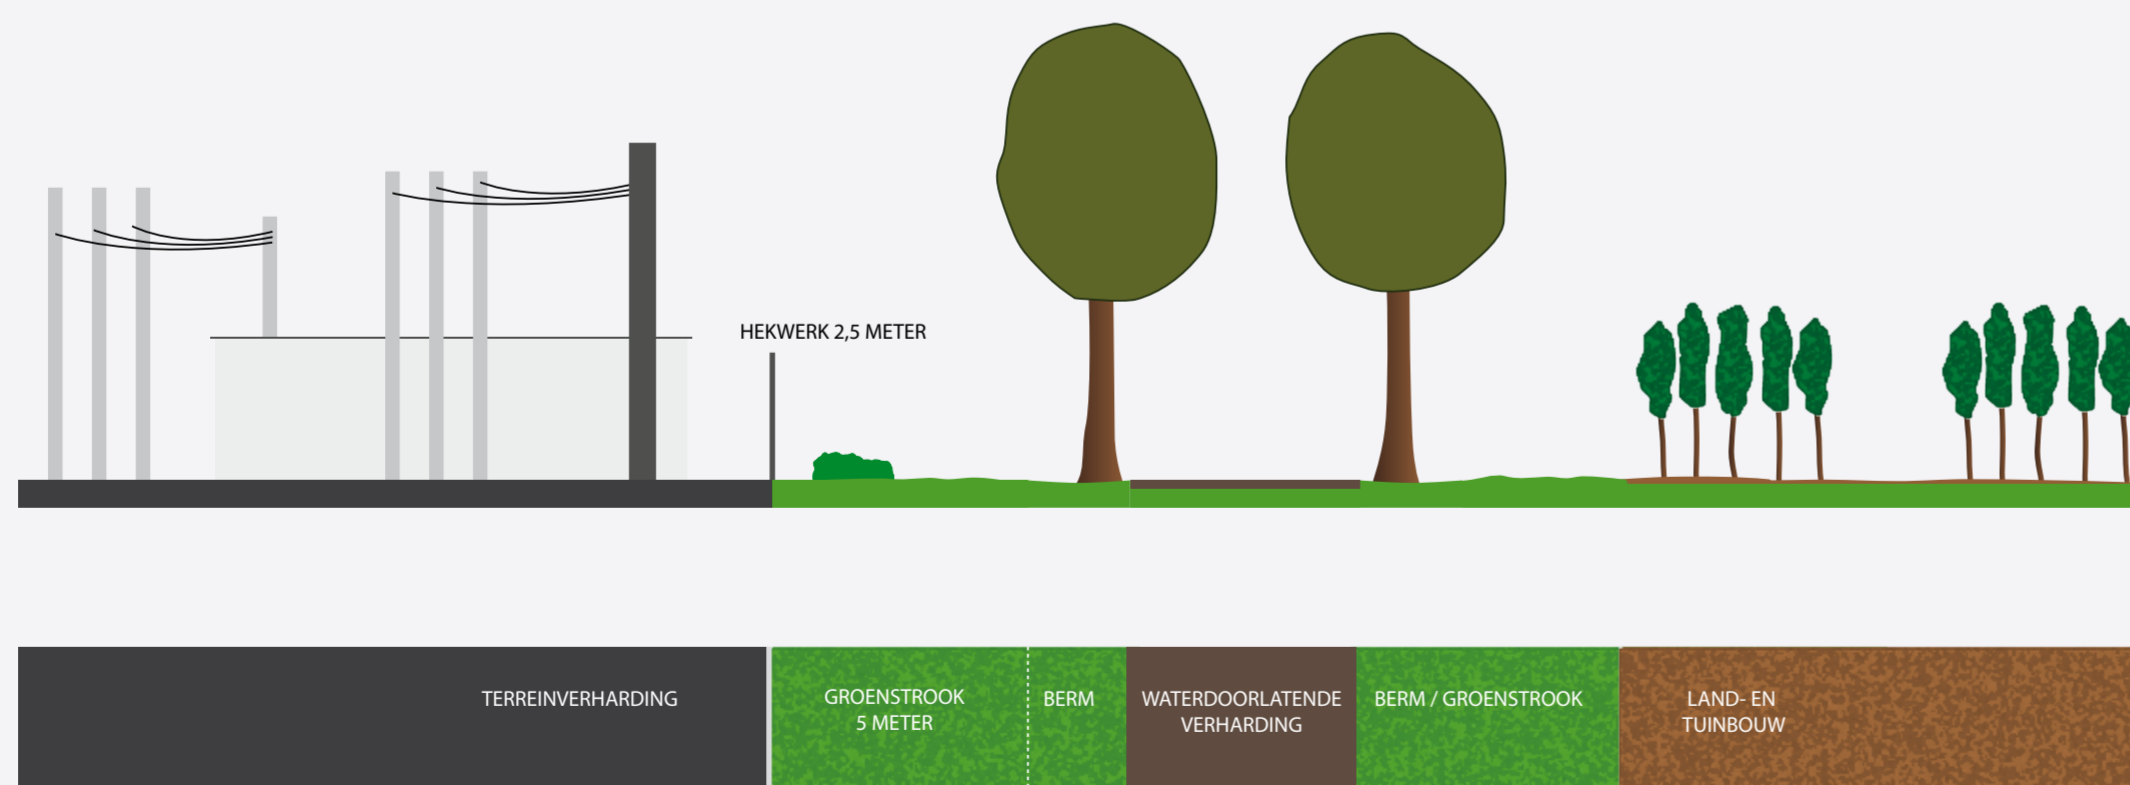 HEKWERK 2,5 METER
TERREINVERHARDING
GROENSTROOK
5 METER
BERM
WATERDOORLATENDE
VERHARDING
BERM / GROENSTROOK
LAND- EN
TUINBOUW